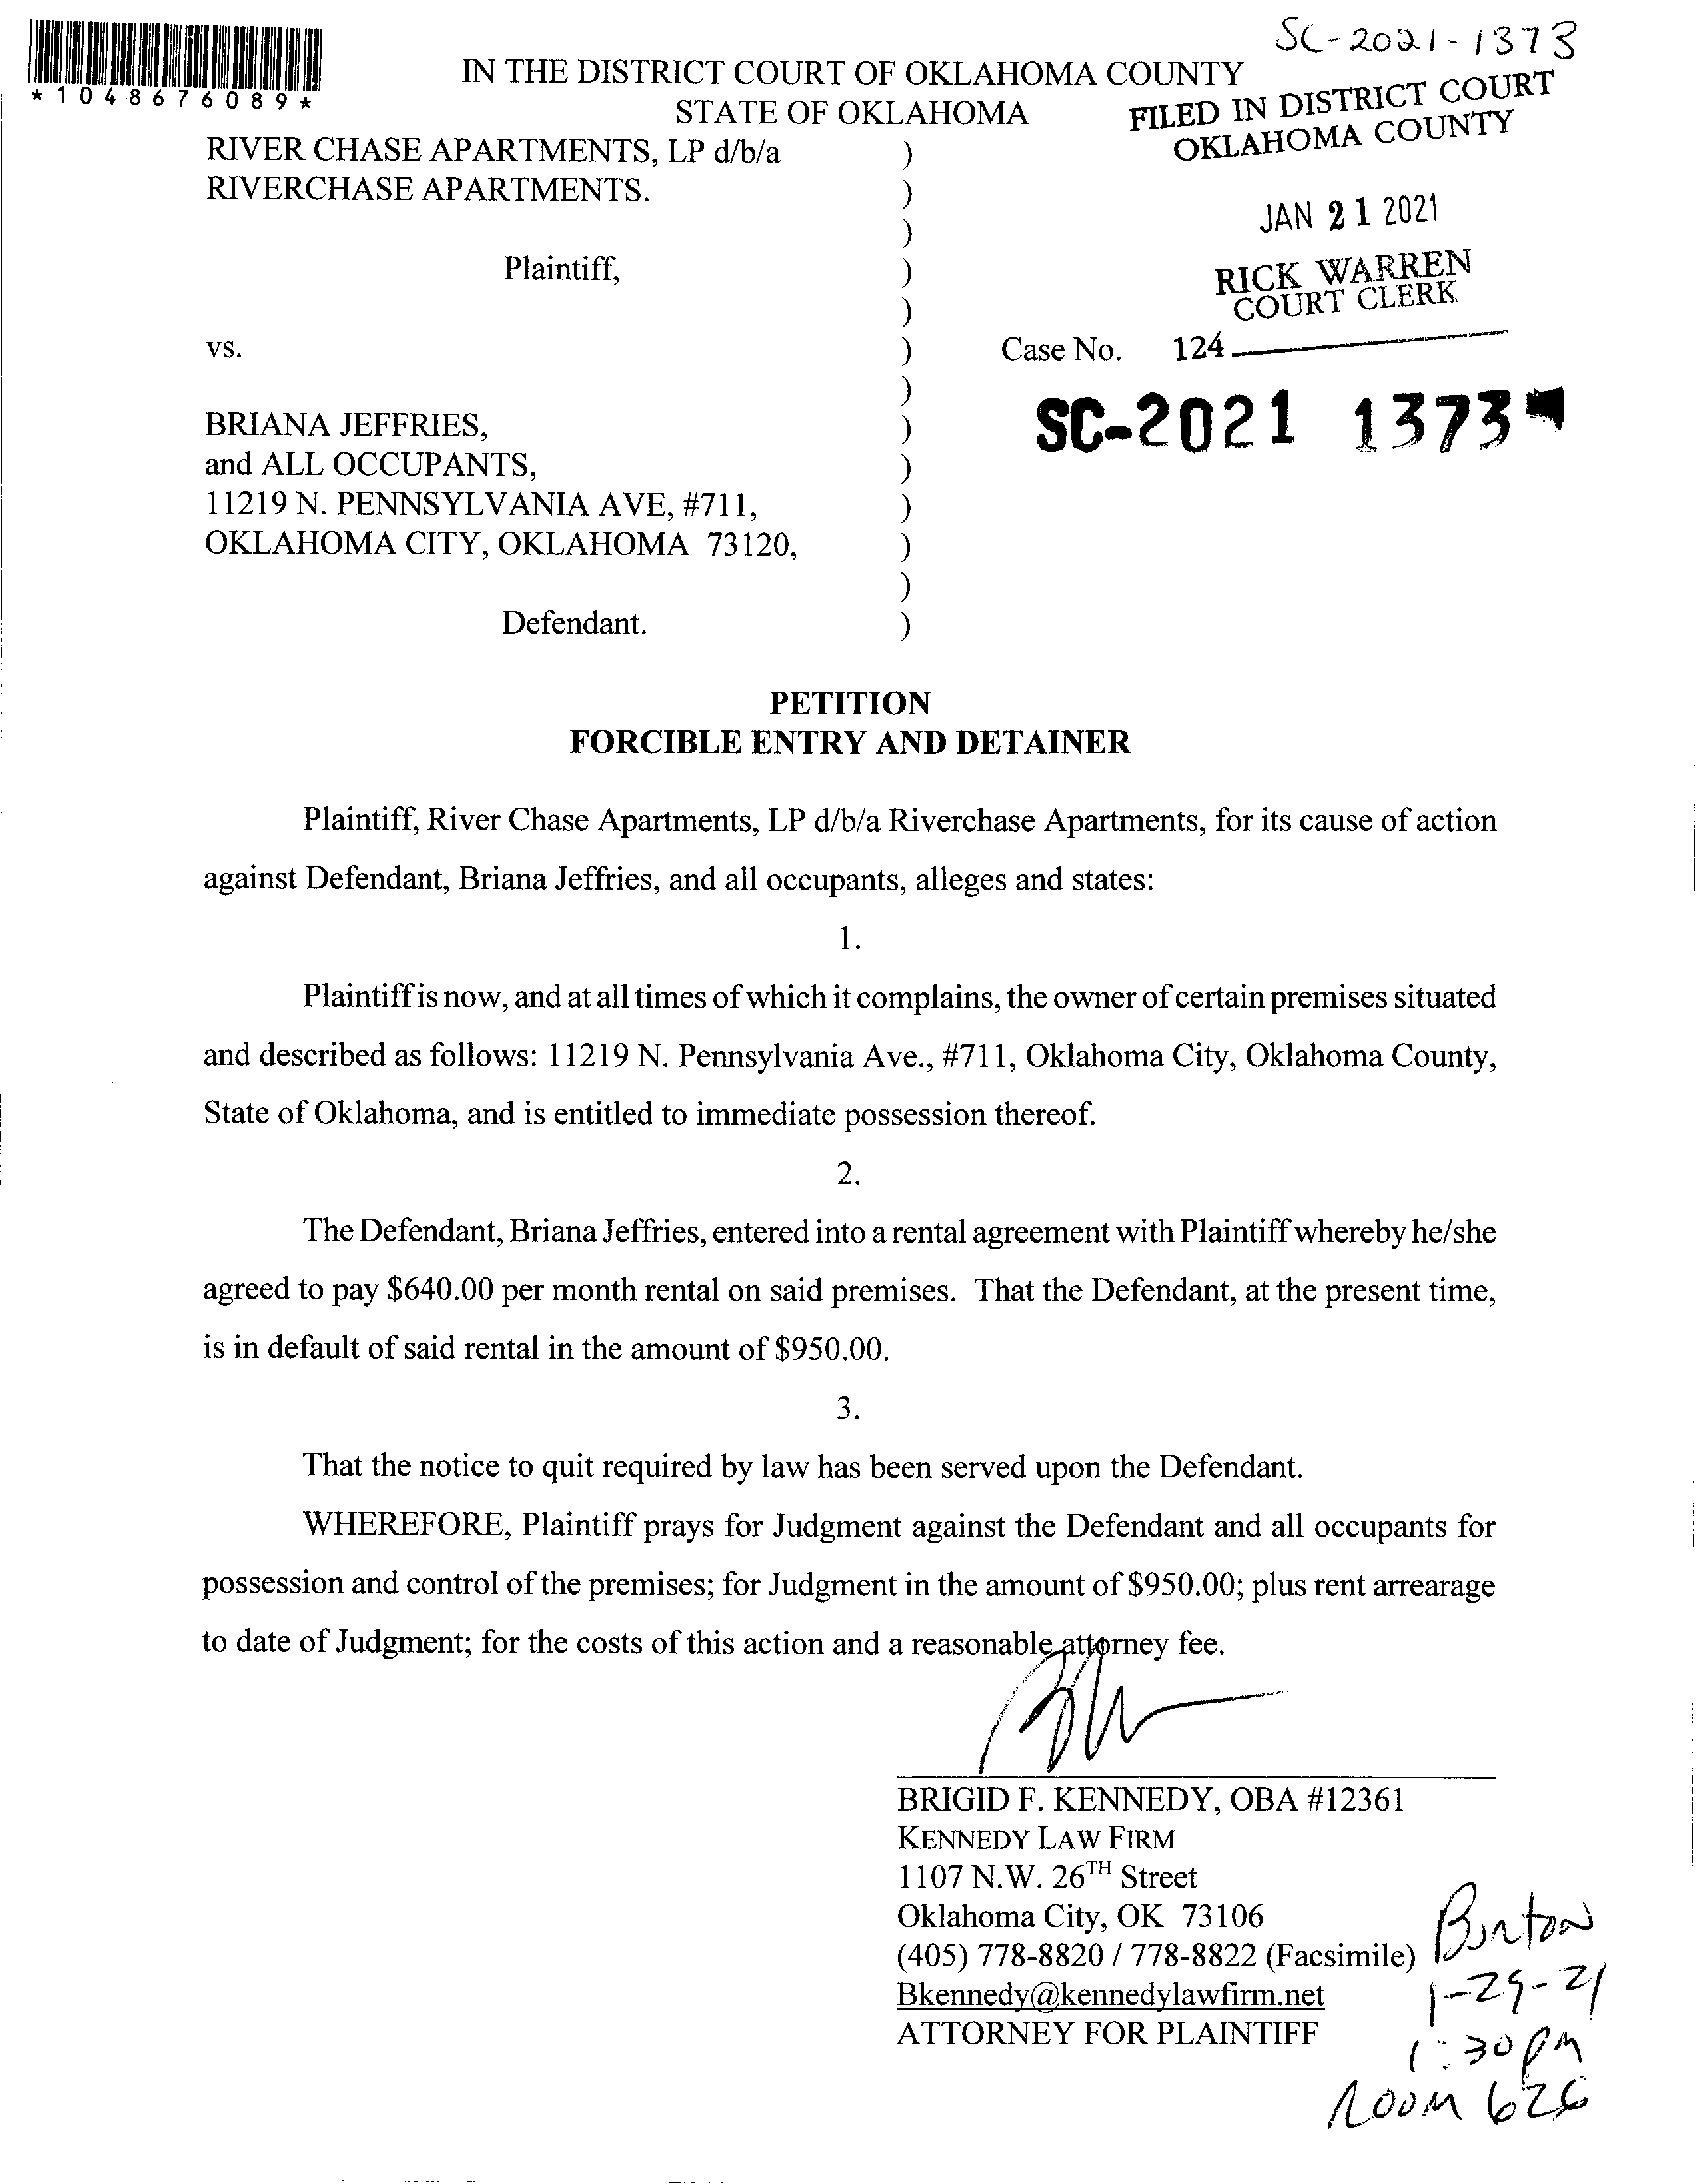 SC-2021-1373
*1048676089*
IN THE DISTRICT COURT OF OKLAHOMA COUNTY
STATE OF OKLAHOMA
FILED IN DISTRICT COURT
OKLAHOMA COUNTY
JAN 21 2021
RICK WARREN
COURT CLERK
124
RIVER CHASE APARTMENTS, LP d/b/a )
RIVERCHASE APARTMENTS. )
)
Plaintiff, )
)
vs. ) Case No.
)
SC-2021 1373
BRIANA JEFFRIES, )
and ALL OCCUPANTS, )
11219 N. PENNSYLVANIA AVE, #711, )
OKLAHOMA CITY, OKLAHOMA 73120, )
)
Defendant. )
PETITION
FORCIBLE ENTRY AND DETAINER
Plaintiff, River Chase Apartments, LP d/b/a Riverchase Apartments, for its cause of action
against Defendant, Briana Jeffries, and all occupants, alleges and states:
1.
Plaintiff is now, and at all times of which it complains, the owner of certain premises situated
and described as follows: 11219 N. Pennsylvania Ave., #711, Oklahoma City, Oklahoma County,
State of Oklahoma, and is entitled to immediate possession thereof.
2.
The Defendant, Briana Jeffries, entered into a rental agreement with Plaintiff whereby he/she
agreed to pay $640.00 per month rental on said premises. That the Defendant, at the present time,
is in default of said rental in the amount of $950.00.
3.
That the notice to quit required by law has been served upon the Defendant.
WHEREFORE, Plaintiff prays for Judgment against the Defendant and all occupants for
possession and control of the premises; for Judgment in the amount of $950.00; plus rent arrearage
to date of Judgment; for the costs of this action and a reasonable attorney fee.
BRIGID F. KENNEDY, OBA #12361
KENNEDY LAW FIRM
1107 N.W. 26TH Street
Oklahoma City, OK 73106
(405) 778-8820 / 778-8822 (Facsimile)
Bkennedy@kennedylawfirm.net
ATTORNEY FOR PLAINTIFF
Burton
1-29-21
1:30 pm
Room 626